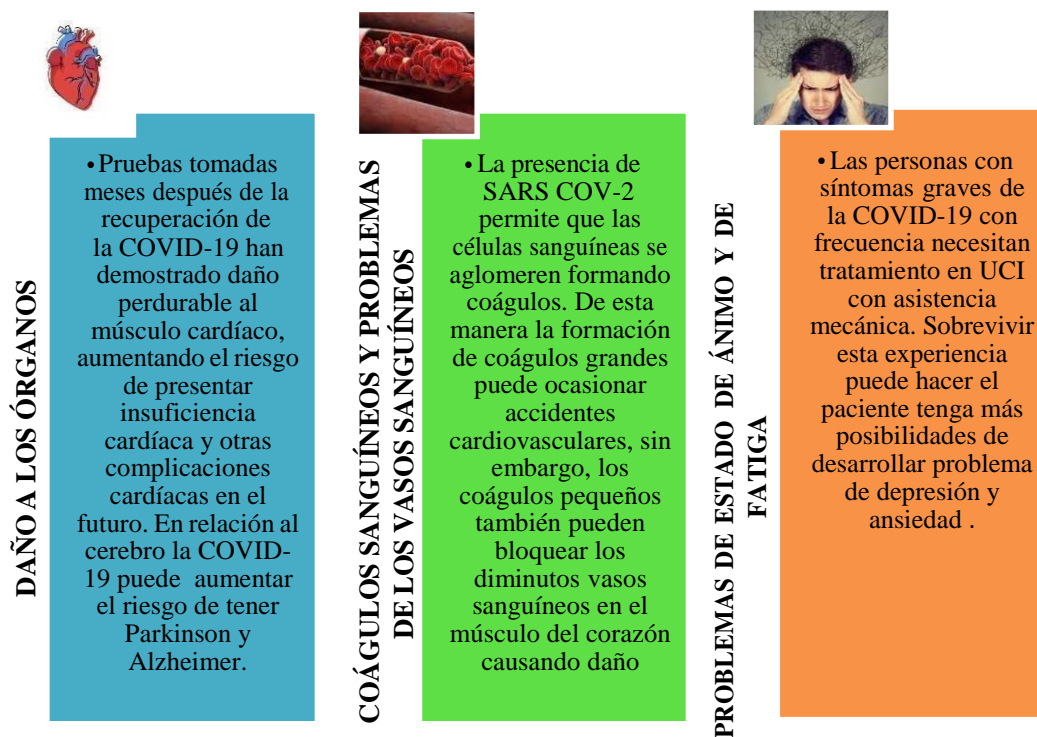 DAÑO A LOS ÓRGANOS
• Pruebas tomadas
meses después de la
recuperación de
la COVID-19 han
demostrado daño
perdurable al
músculo cardíaco,
aumentando el riesgo
de presentar
insuficiencia
cardíaca y otras
complicaciones
cardíacas en el
futuro. En relación al
cerebro la COVID-
19 puede aumentar
el riesgo de tener
Parkinson y
Alzheimer.
COÁGULOS SANGUÍNEOS Y PROBLEMAS
DE LOS VASOS SANGUÍNEOS
• La presencia de
SARS COV-2
permite que las
células sanguíneas se
aglomeren formando
coágulos. De esta
manera la formación
de coágulos grandes
puede ocasionar
accidentes
cardiovasculares, sin
embargo, los
coágulos pequeños
también pueden
bloquear los
diminutos vasos
sanguíneos en el
músculo del corazón
causando daño
PROBLEMAS DE ESTADO DE ÁNIMO Y DE
FATIGA
• Las personas con
síntomas graves de
la COVID-19 con
frecuencia necesitan
tratamiento en UCI
con asistencia
mecánica. Sobrevivir
esta experiencia
puede hacer el
paciente tenga más
posibilidades de
desarrollar problema
de depresión y
ansiedad .